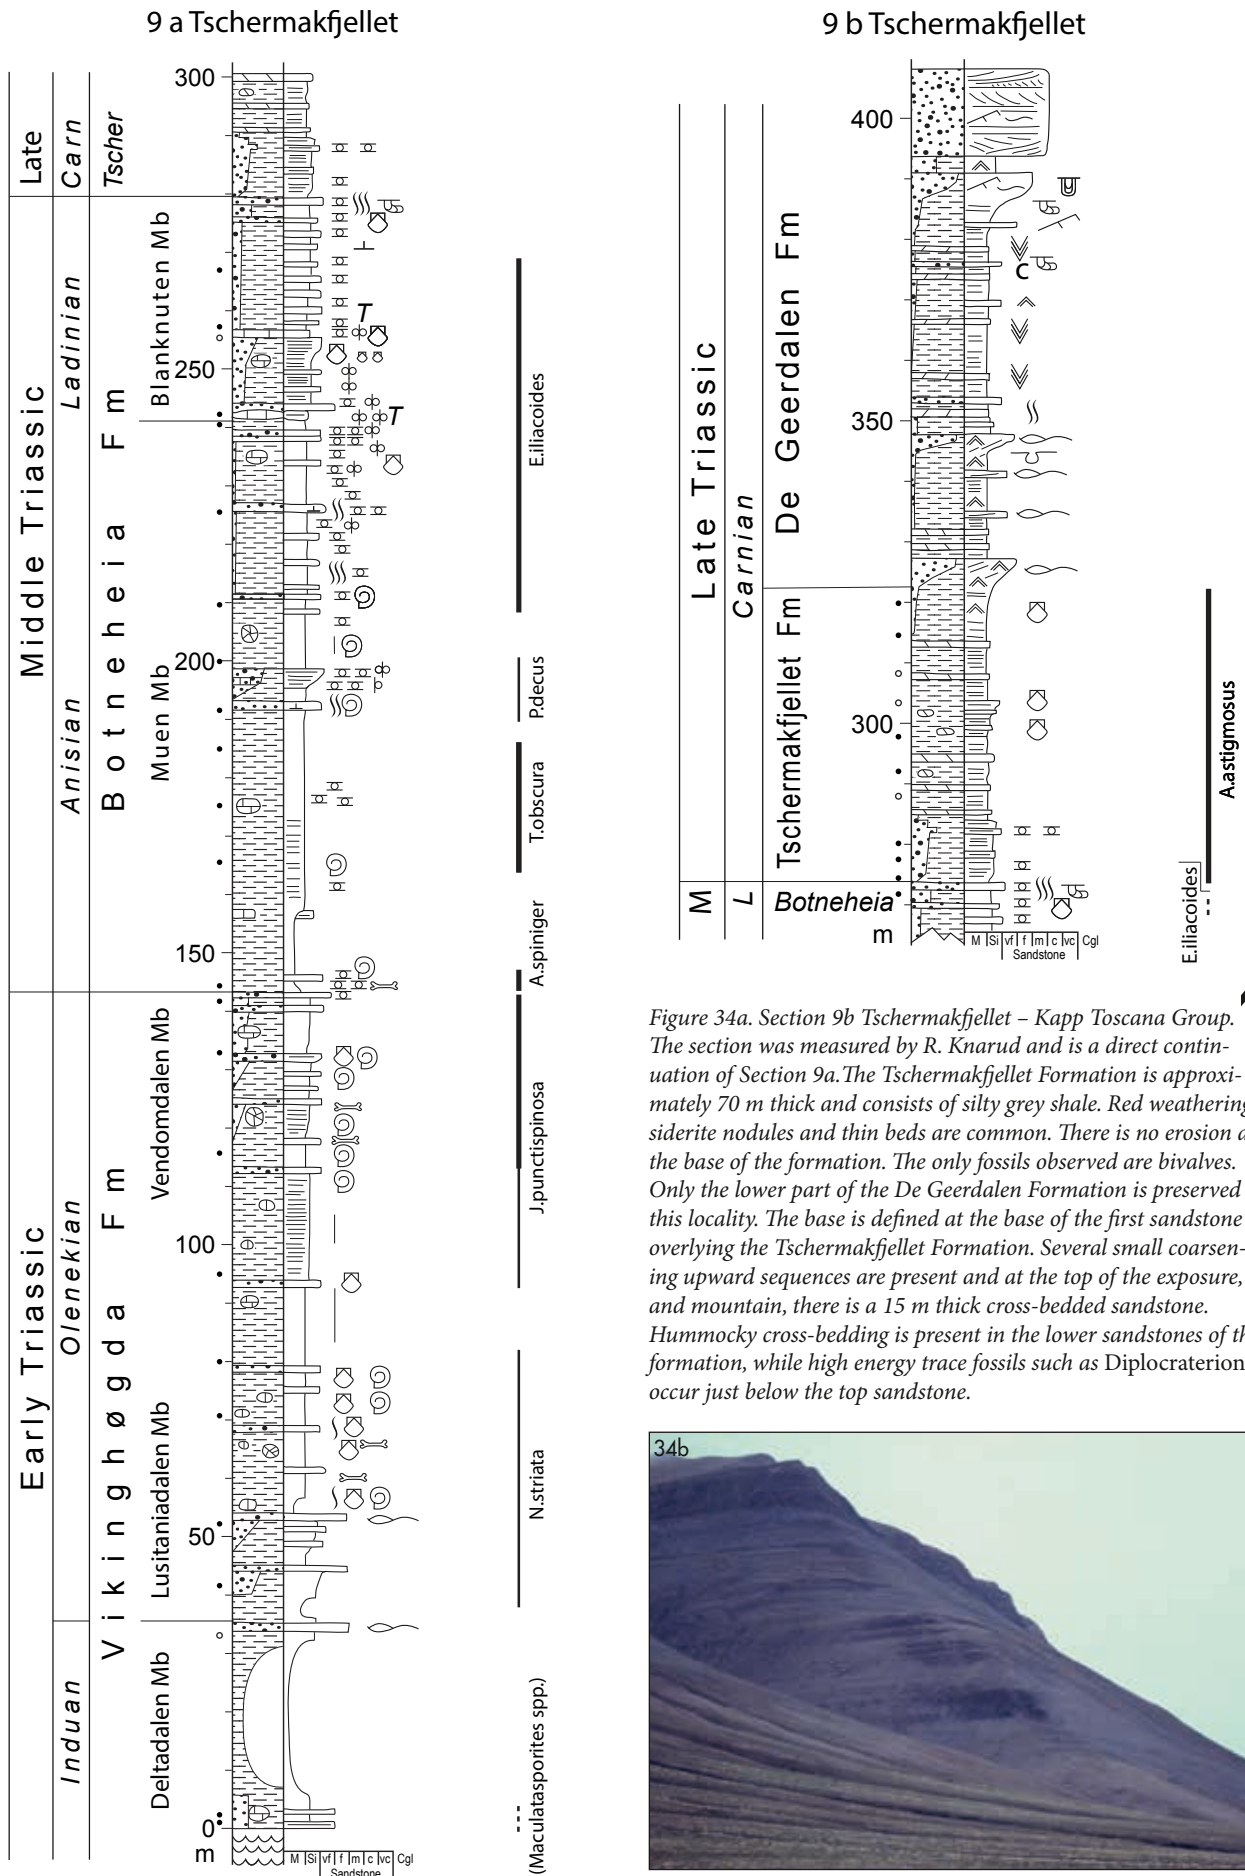 9 a Tschermakfjellet
300
250
200
150
100
50
0
m
Late
Middle Triassic
Early Triassic
Carn
Ladinian
Anisian
Olenekian
Induan
Tscher
Botneheia Fm
Vikinghøgda Fm
Blanknuten Mb
Muen Mb
Vendomdalen Mb
Lusitaniadalen Mb
Deltadalen Mb
T
T
E.iliacoides
P.decus
T.obscura
A.spiniger
J.punctispinosa
N.striata
(Maculatasporites spp.)
M Si vf f m c vc Cgl
Sandstone
9 b Tschermakfjellet
400
350
300
m
Late Triassic
M
Carnian
L
De Geerdalen Fm
Tschermakfjellet Fm
Botneheia
C
A.astigmosus
E.iliacoides
M Si vf f m c vc Cgl
Sandstone
Figure 34a. Section 9b Tschermakfjellet – Kapp Toscana Group.
The section was measured by R. Knarud and is a direct contin-
uation of Section 9a.The Tschermakfjellet Formation is approxi-
mately 70 m thick and consists of silty grey shale. Red weathering
siderite nodules and thin beds are common. There is no erosion a
the base of the formation. The only fossils observed are bivalves.
Only the lower part of the De Geerdalen Formation is preserved
this locality. The base is defined at the base of the first sandstone
overlying the Tschermakfjellet Formation. Several small coarsen-
ing upward sequences are present and at the top of the exposure,
and mountain, there is a 15 m thick cross-bedded sandstone.
Hummocky cross-bedding is present in the lower sandstones of th
formation, while high energy trace fossils such as Diplocraterion
occur just below the top sandstone.
34b